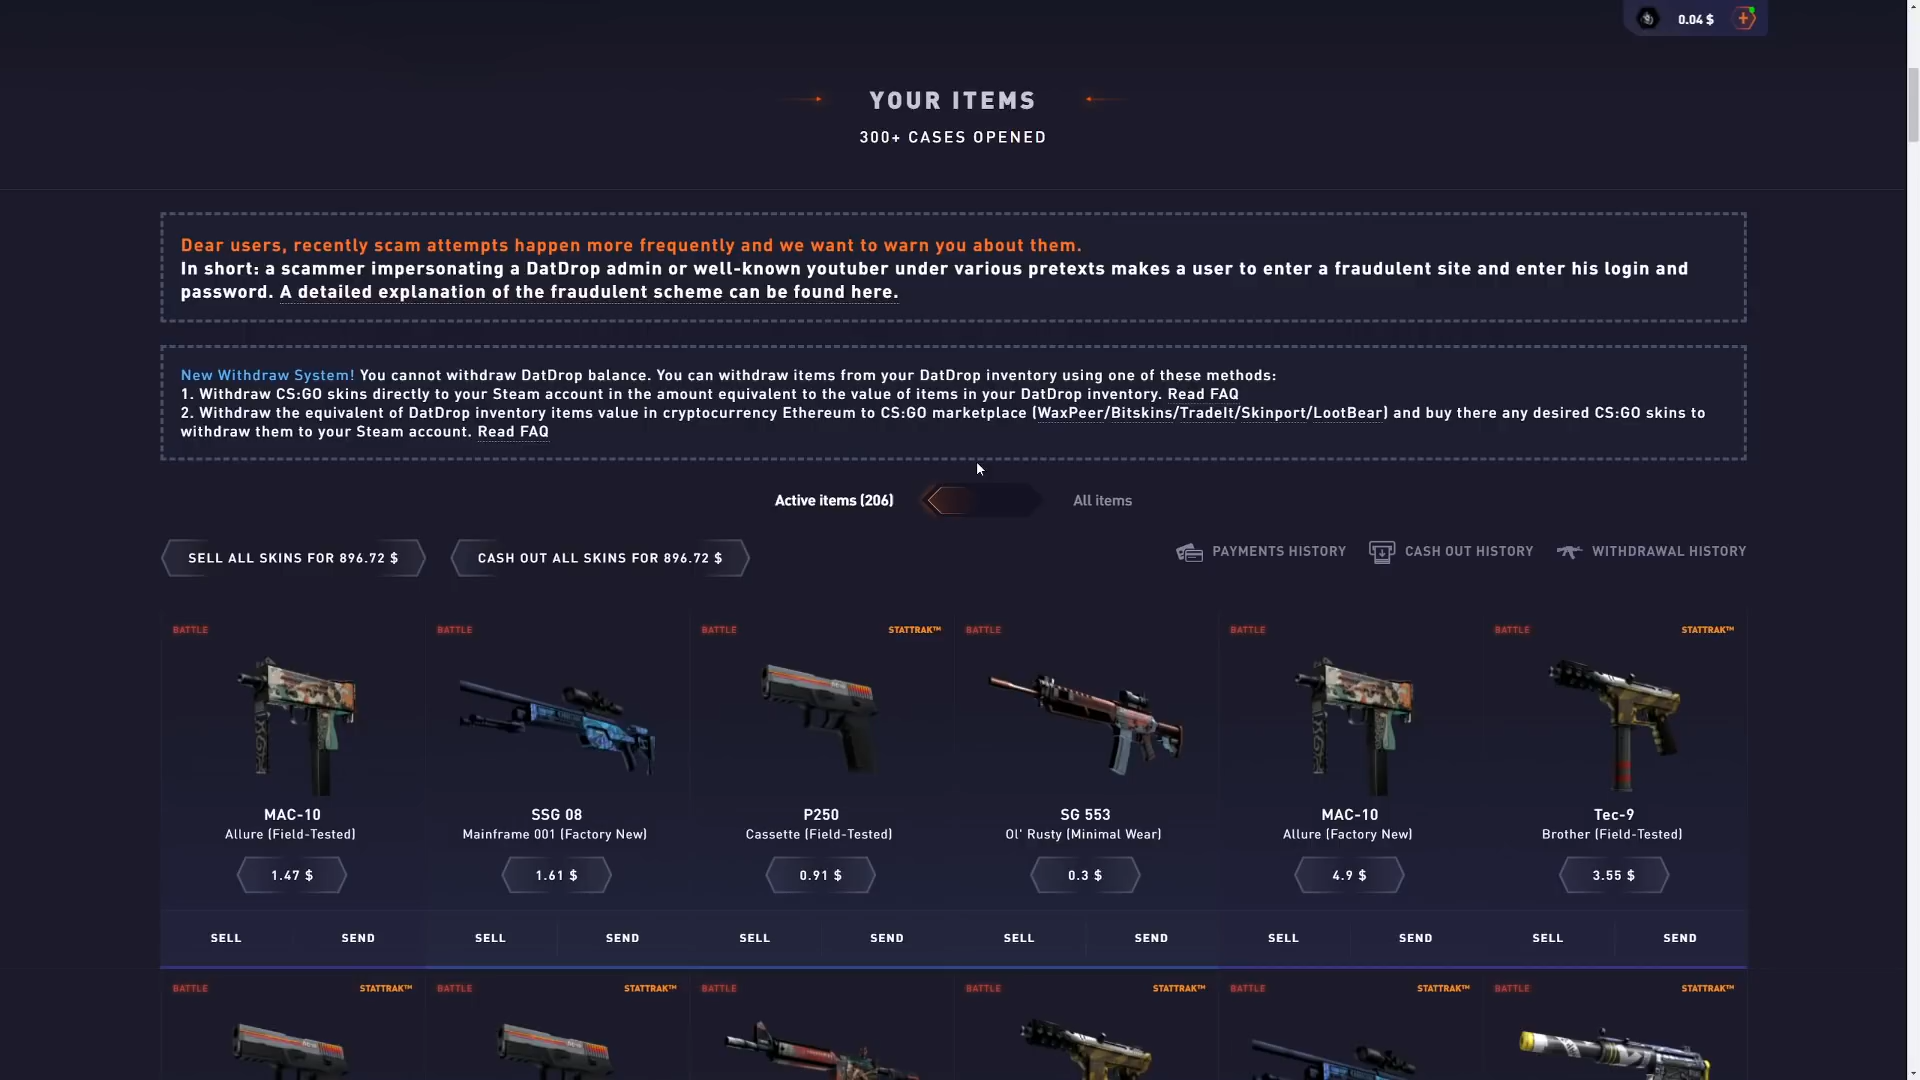 0.04 $
YOUR ITEMS
300+ CASES OPENED
Dear users, recently scam attempts happen more frequently and we want to warn you about them.
In short: a scammer impersonating a DatDrop admin or well-known youtuber under various pretexts makes a user to enter a fraudulent site and enter his login and
password. A detailed explanation of the fraudulent scheme can be found here.
New Withdraw System! You cannot withdraw DatDrop balance. You can withdraw items from your DatDrop inventory using one of these methods:
1. Withdraw CS:GO skins directly to your Steam account in the amount equivalent to the value of items in your DatDrop inventory. Read FAQ
2. Withdraw the equivalent of DatDrop inventory items value in cryptocurrency Ethereum to CS:GO marketplace (WaxPeer/Bitskins/TradeIt/Skinport/LootBear) and buy there any desired CS:GO skins to
withdraw them to your Steam account. Read FAQ
Active items (206) All items
SELL ALL SKINS FOR 896.72 $ CASH OUT ALL SKINS FOR 896.72 $ PAYMENTS HISTORY CASH OUT HISTORY WITHDRAWAL HISTORY
BATTLE BATTLE BATTLE STATTRAK™ BATTLE BATTLE BATTLE STATTRAK™
MAC-10 SSG 08 P250 SG 553 MAC-10 Tec-9
Allure (Field-Tested) Mainframe 001 (Factory New) Cassette (Field-Tested) Ol' Rusty (Minimal Wear) Allure (Factory New) Brother (Field-Tested)
1.47 $ 1.61 $ 0.91 $ 0.3 $ 4.9 $ 3.55 $
SELL SEND SELL SEND SELL SEND SELL SEND SELL SEND SELL SEND
BATTLE STATTRAK™ BATTLE STATTRAK™ BATTLE BATTLE STATTRAK™ BATTLE STATTRAK™ BATTLE STATTRAK™